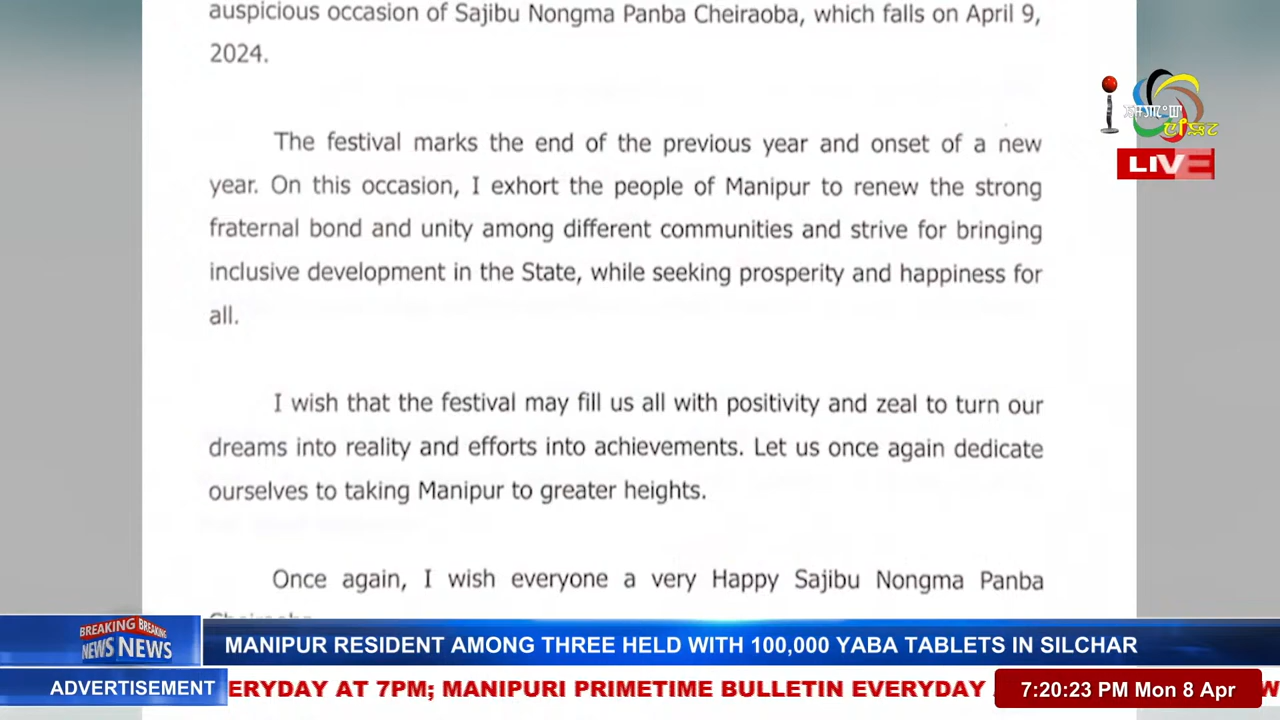 auspicious occasion of Sajibu Nongma Panba Cheiraoba, which falls on April 9,
2024.
The festival marks the end of the previous year and onset of a new
year. On this occasion, I exhort the people of Manipur to renew the strong
fraternal bond and unity among different communities and strive for bringing
inclusive development in the State, while seeking prosperity and happiness for
all.
I wish that the festival may fill us all with positivity and zeal to turn our
dreams into reality and efforts into achievements. Let us once again dedicate
ourselves to taking Manipur to greater heights.
Once again, I wish everyone a very Happy Sajibu Nongma Panba
LIVE
BREAKING BREAKING
NEWS NEWS
MANIPUR RESIDENT AMONG THREE HELD WITH 100,000 YABA TABLETS IN SILCHAR
ADVERTISEMENT
ERYDAY AT 7PM; MANIPURI PRIMETIME BULLETIN EVERYDAY
7:20:23 PM Mon 8 Apr